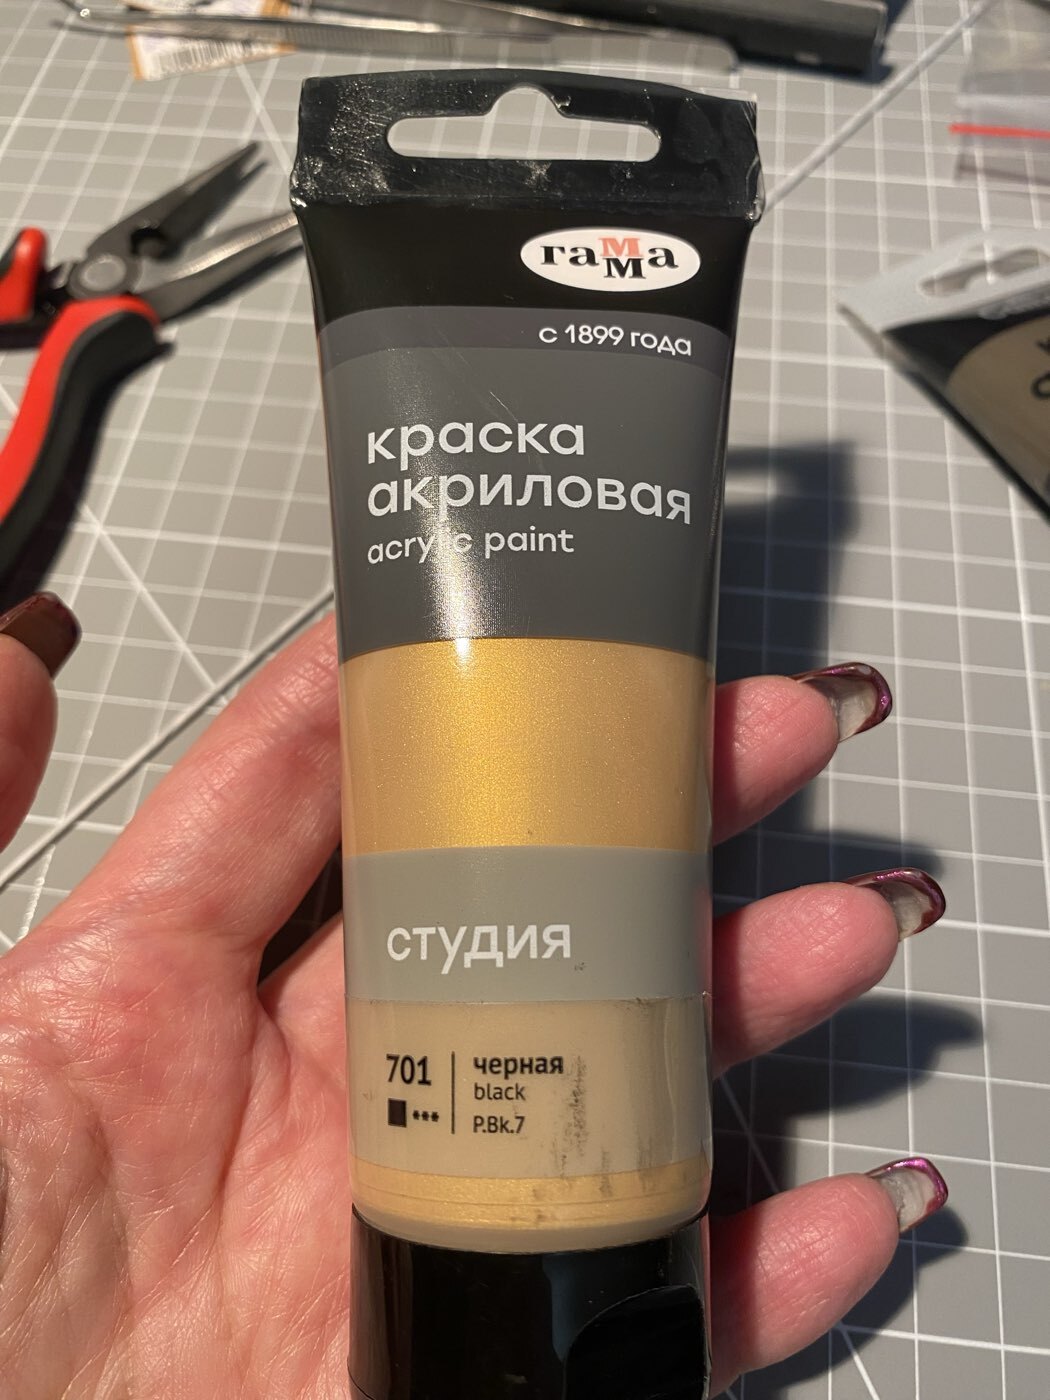 гамма
с 1899 года
краска
акриловая
acrylic paint
студия
701
черная
black
***
P.Bk.7